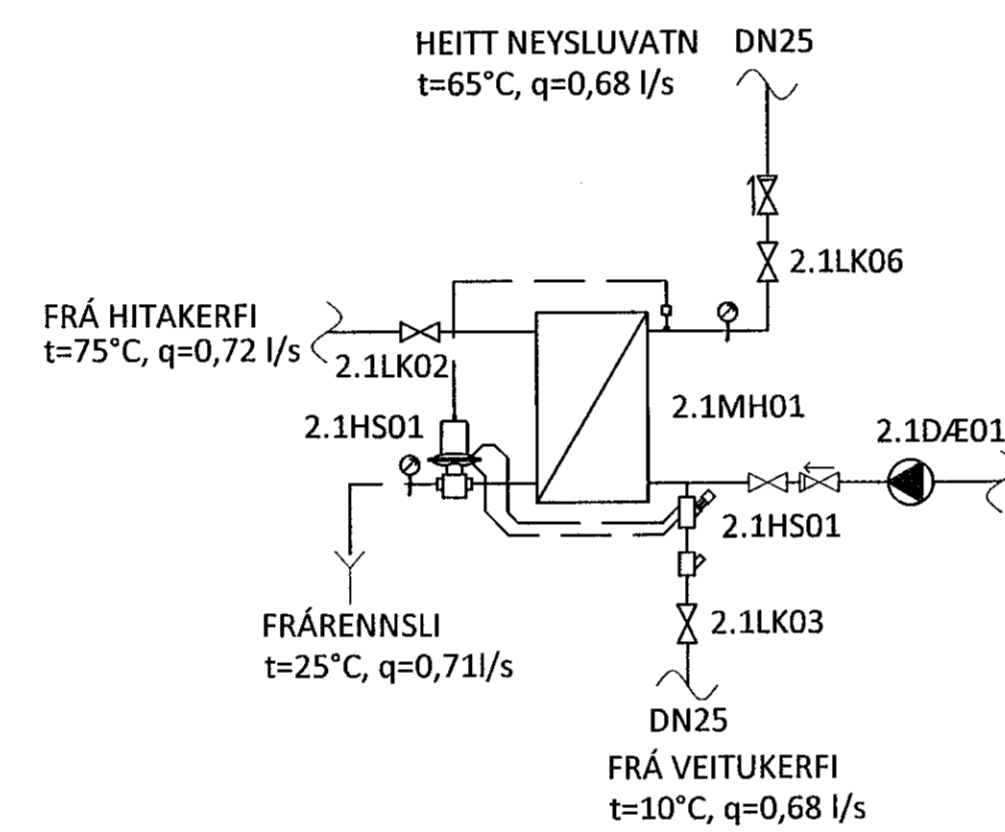 HEITT NEYSLUVATN DN25
t=65°C, q=0,68 l/s
2.1LK06
FRÁ HITAKERFI
t=75°C, q=0,72 l/s
2.1LK02
2.1HS01
2.1MH01
2.1DÆ01
2.1HS01
FRÁRENNSLI
t=25°C, q=0,71l/s
2.1LK03
DN25
FRÁ VEITUKERFI
t=10°C, q=0,68 l/s